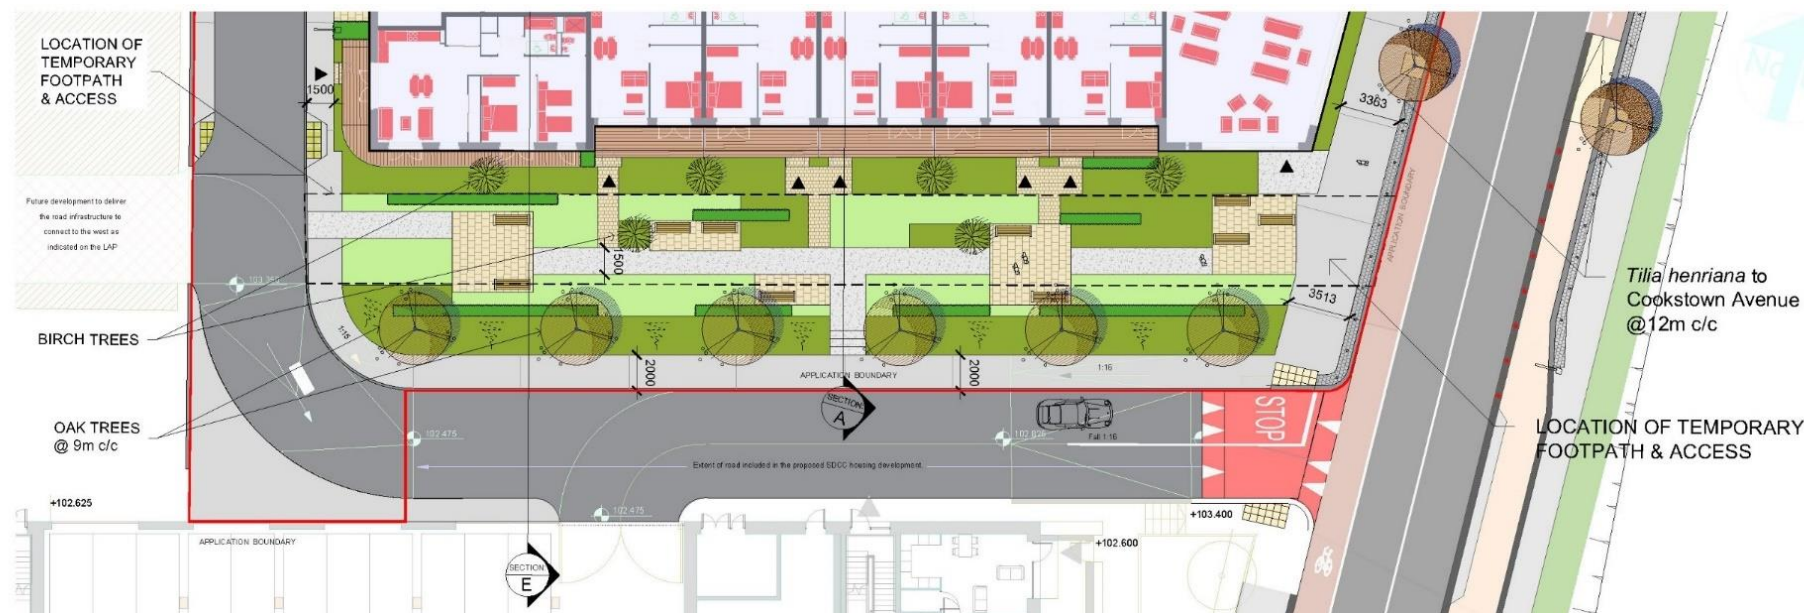 LOCATION OF
TEMPORARY
FOOTPATH
& ACCESS
1500
3363
Future development to deliver
the road infrastructure to
connect to the west as
indicated on the LAP
APPLICATION BOUNDARY
1500
3513
Tilia henriana to
Cookstown Avenue
@12m c/c
BIRCH TREES
1:15
2000
2000
APPLICATION BOUNDARY
1:16
OAK TREES
@ 9m c/c
SECTION
A
STOP
102.475
Fall 1:16
LOCATION OF TEMPORARY
FOOTPATH & ACCESS
Extent of road included in the proposed SDCC housing development.
+102.625
102.475
+103.400
APPLICATION BOUNDARY
+102.600
SECTION
E